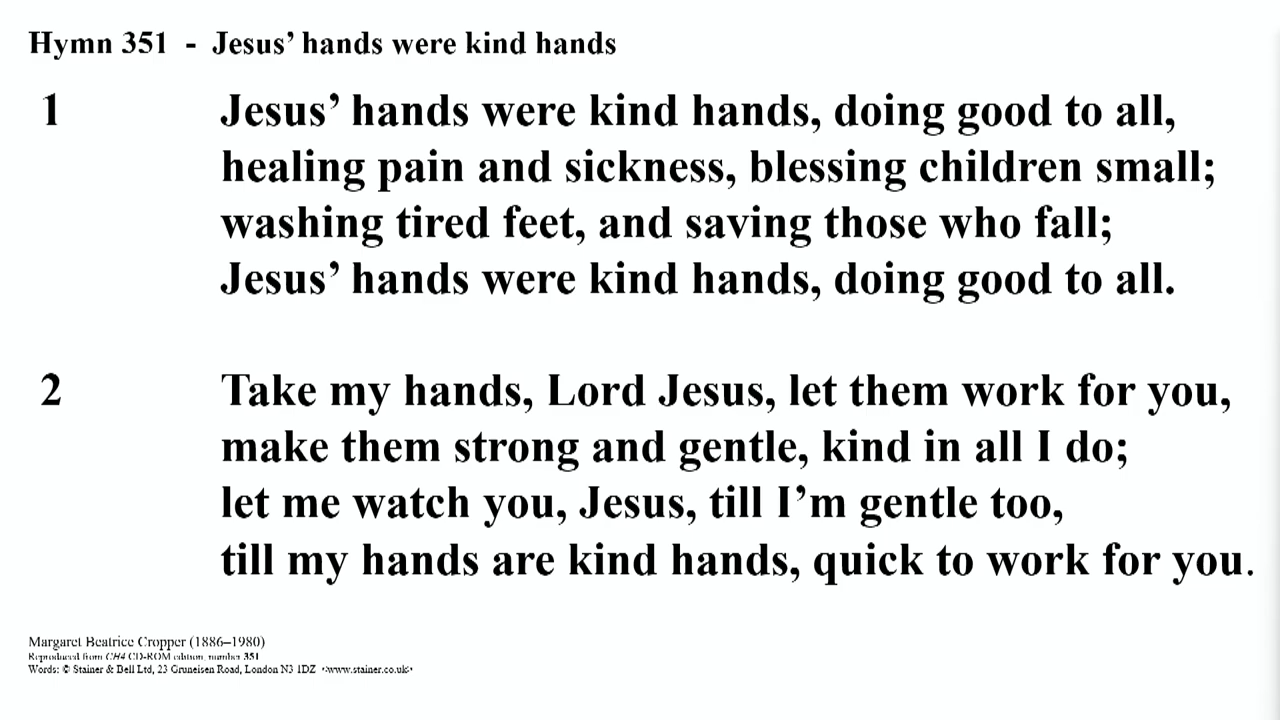 Hymn 351 - Jesus’ hands were kind hands
1 Jesus’ hands were kind hands, doing good to all,
healing pain and sickness, blessing children small;
washing tired feet, and saving those who fall;
Jesus’ hands were kind hands, doing good to all.
2 Take my hands, Lord Jesus, let them work for you,
make them strong and gentle, kind in all I do;
let me watch you, Jesus, till I’m gentle too,
till my hands are kind hands, quick to work for you.
Margaret Beatrice Cropper (1886–1980)
Reproduced from CH4 CD-ROM edition, number 351
Words: © Stainer & Bell Ltd, 23 Gruneisen Road, London N3 1DZ <www.stainer.co.uk>